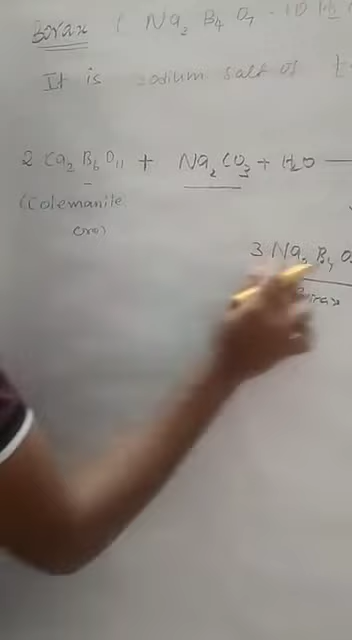 Borax ( Na2 B4 O7 - 10 H2
It is sodium salt of
2 Ca2 B6 O11 + Na2 CO3 + H2O —
(Colemanite
ore)
3 Na2 B4 O
Borax